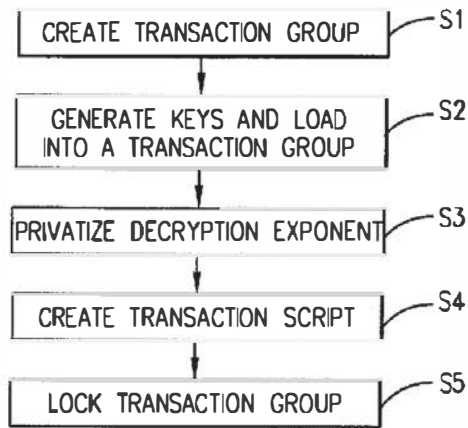 CREATE TRANSACTION GROUP
S1
GENERATE KEYS AND LOAD
INTO A TRANSACTION GROUP
S2
PRIVATIZE DECRYPTION EXPONENT
S3
CREATE TRANSACTION SCRIPT
S4
LOCK TRANSACTION GROUP
S5